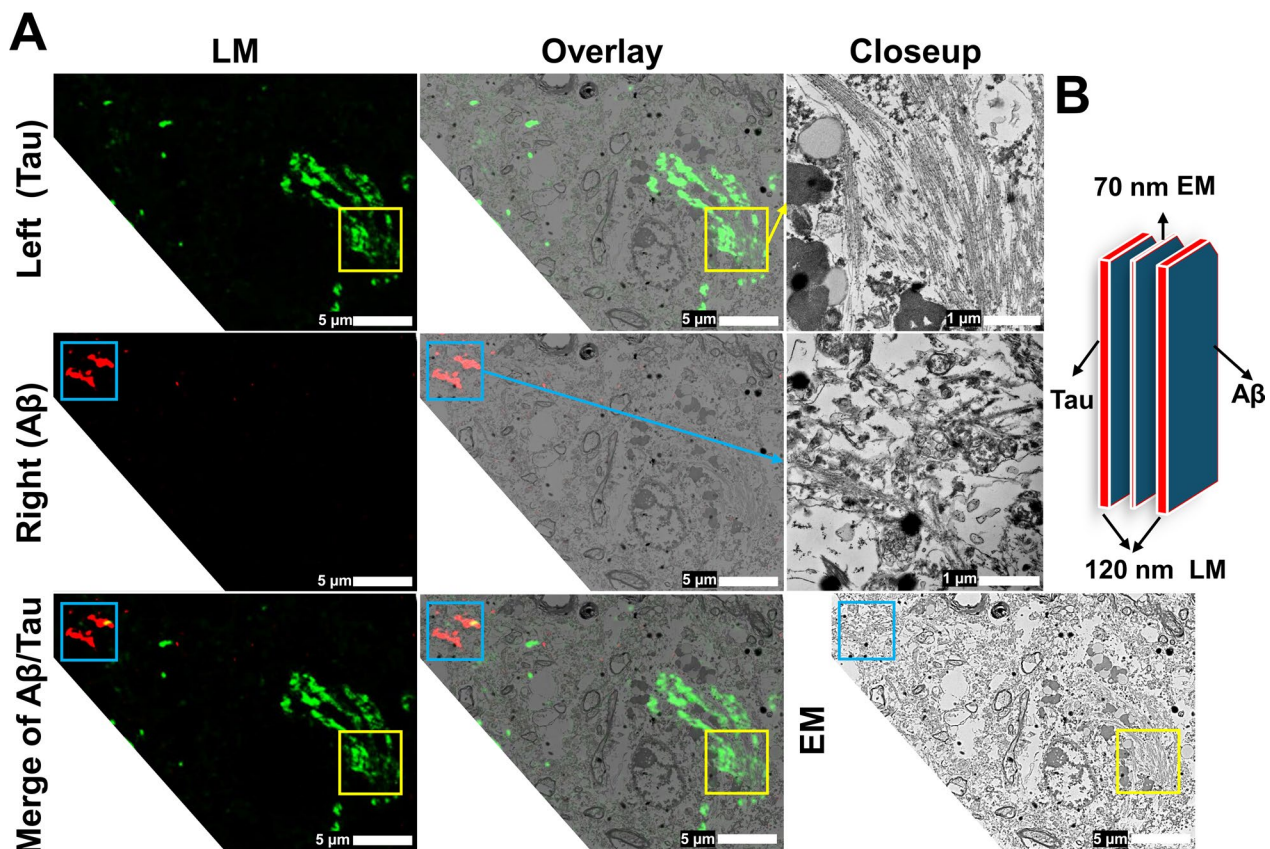 A
LM
Overlay
Closeup
B
Left (Tau)
5 µm
5 µm
1 µm
Right (Aβ)
5 µm
5 µm
1 µm
Merge of Aβ/Tau
5 µm
5 µm
EM
5 µm
70 nm EM
Tau
Aβ
120 nm LM